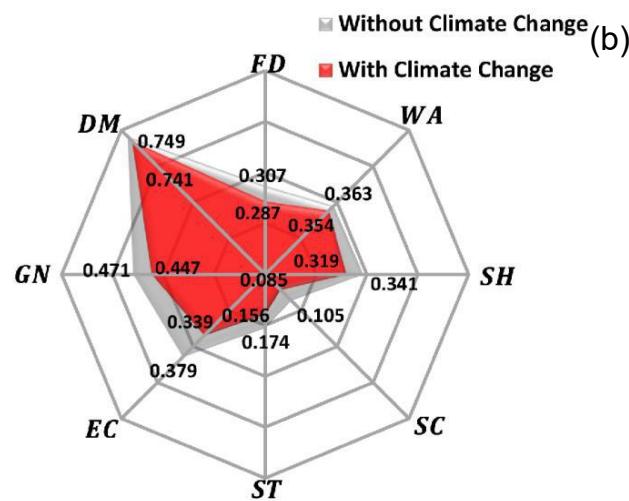 Without Climate Change
(b)
With Climate Change
FD
DM
WA
0.749
0.741
0.307
0.363
0.287
0.354
GN
0.471
0.447
0.085
0.319
0.341
SH
0.339
0.156
0.105
0.174
0.379
EC
SC
ST